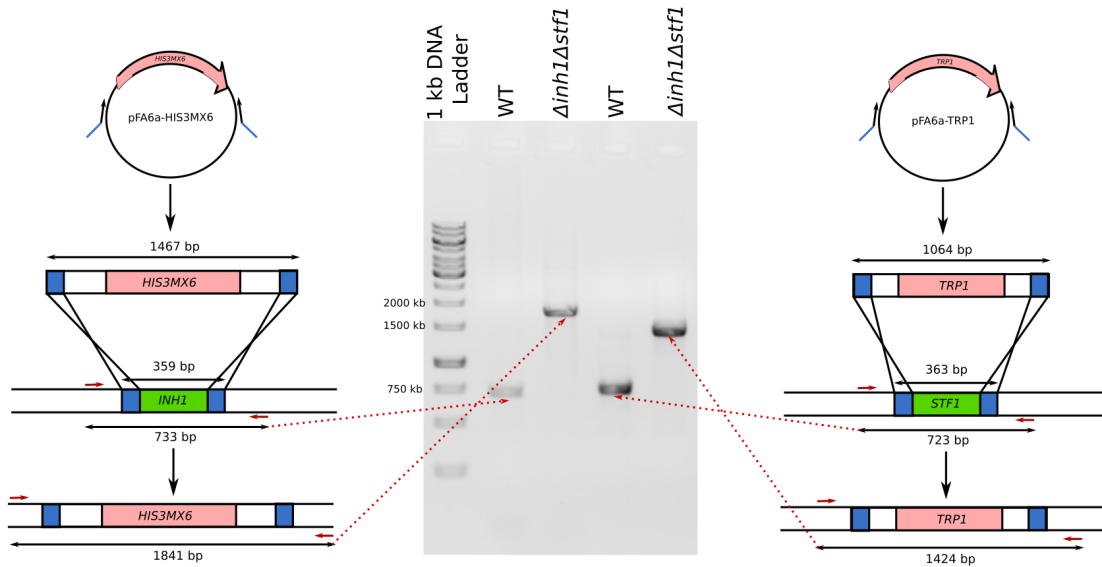 HIS3MX6
pFA6a-HIS3MX6
1467 bp
HIS3MX6
359 bp
INH1
733 bp
HIS3MX6
1841 bp
1 kb DNA
Ladder
WT
Δinh1Δstf1
WT
Δinh1Δstf1
2000 kb
1500 kb
750 kb
TRP1
pFA6a-TRP1
1064 bp
TRP1
363 bp
STF1
723 bp
TRP1
1424 bp